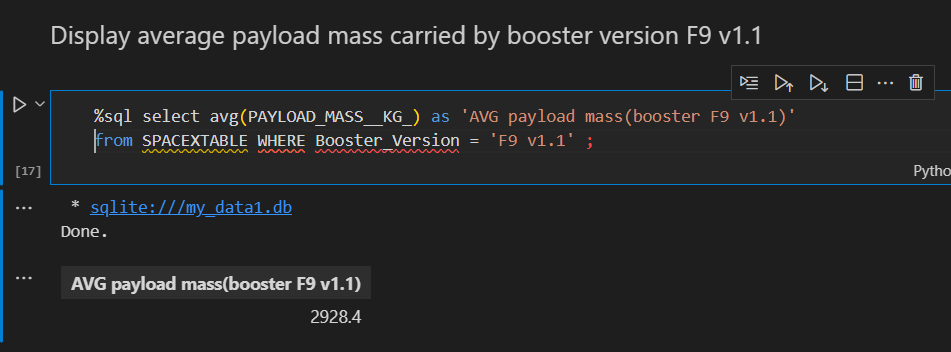 Display average payload mass carried by booster version F9 v1.1
%sql select avg(PAYLOAD_MASS__KG_) as 'AVG payload mass(booster F9 v1.1)'
from SPACEXTABLE WHERE Booster_Version = 'F9 v1.1' ;
[17]
Pytho
* sqlite:///my_data1.db
Done.
AVG payload mass(booster F9 v1.1)
2928.4